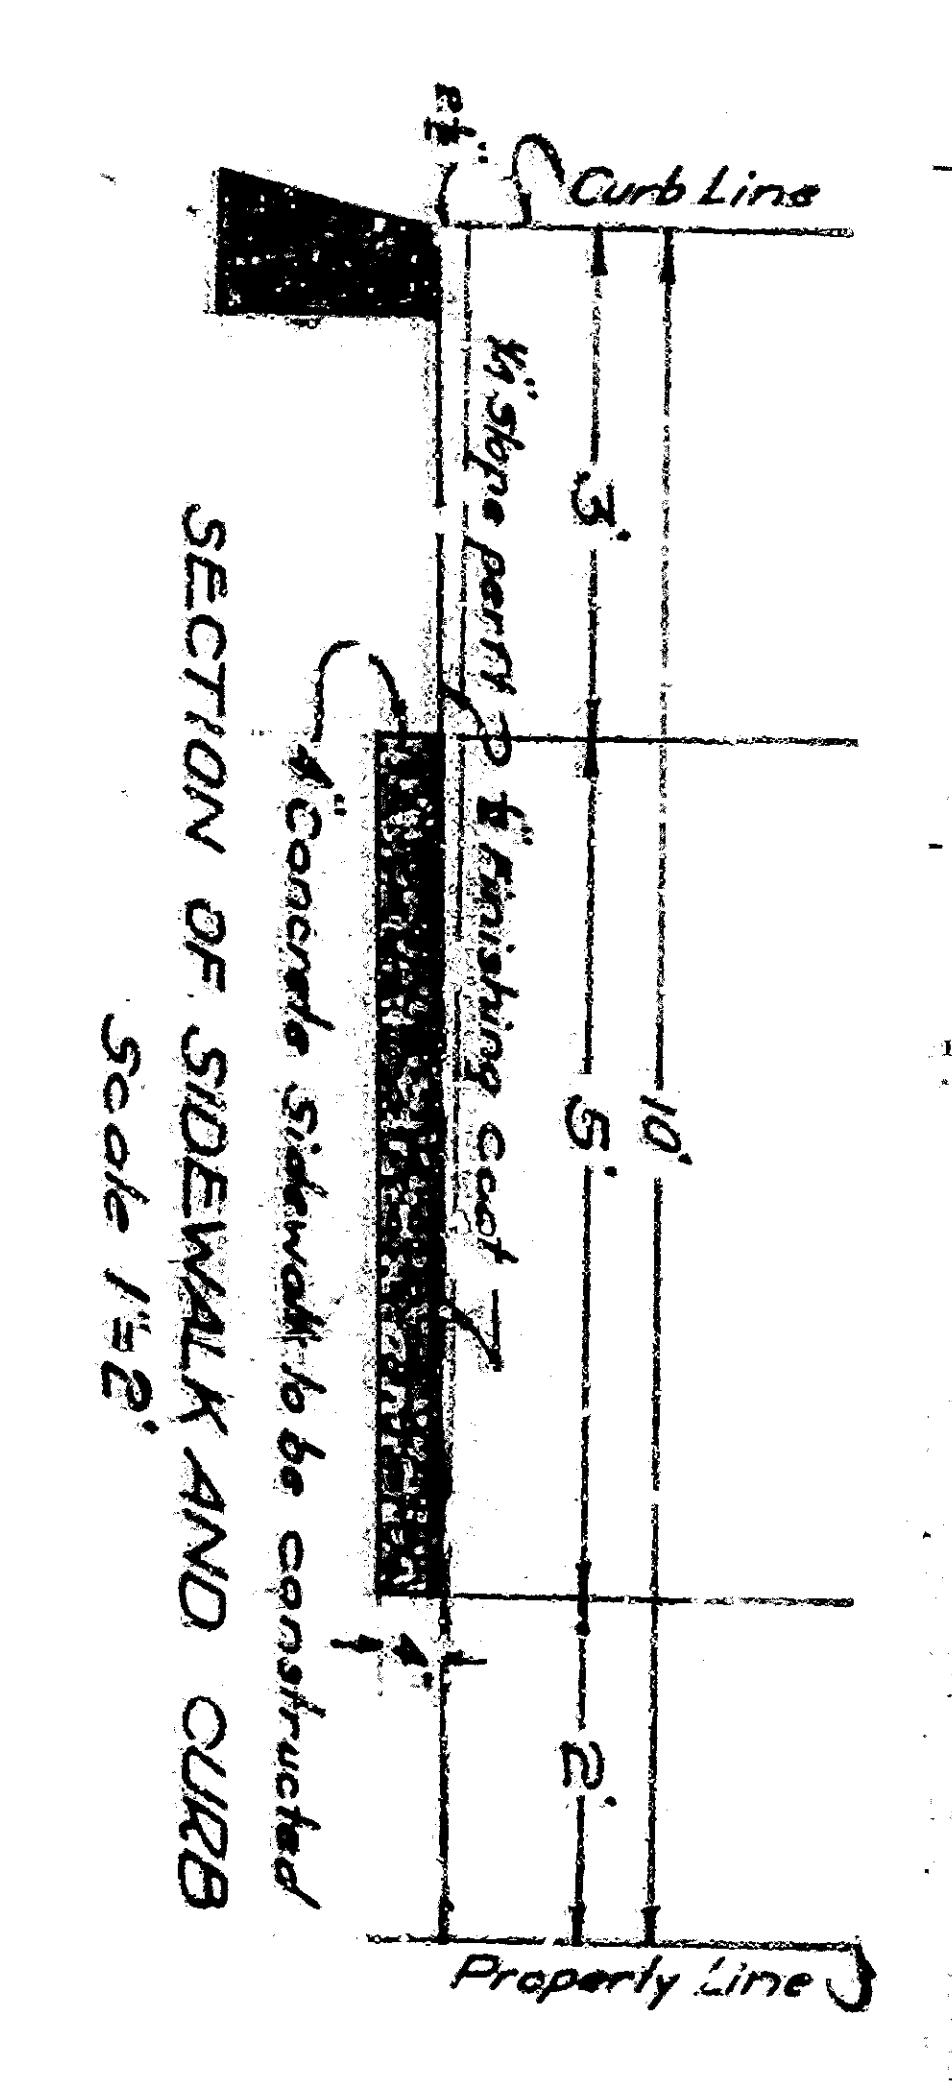 Curb Line
10'
3'
5'
2'
2½"
¼" Slope per ft
½" Finishing coat
4"
4" Concrete Sidewalk to be constructed
Property Line
SECTION OF SIDEWALK AND CURB
Scale 1"=2'